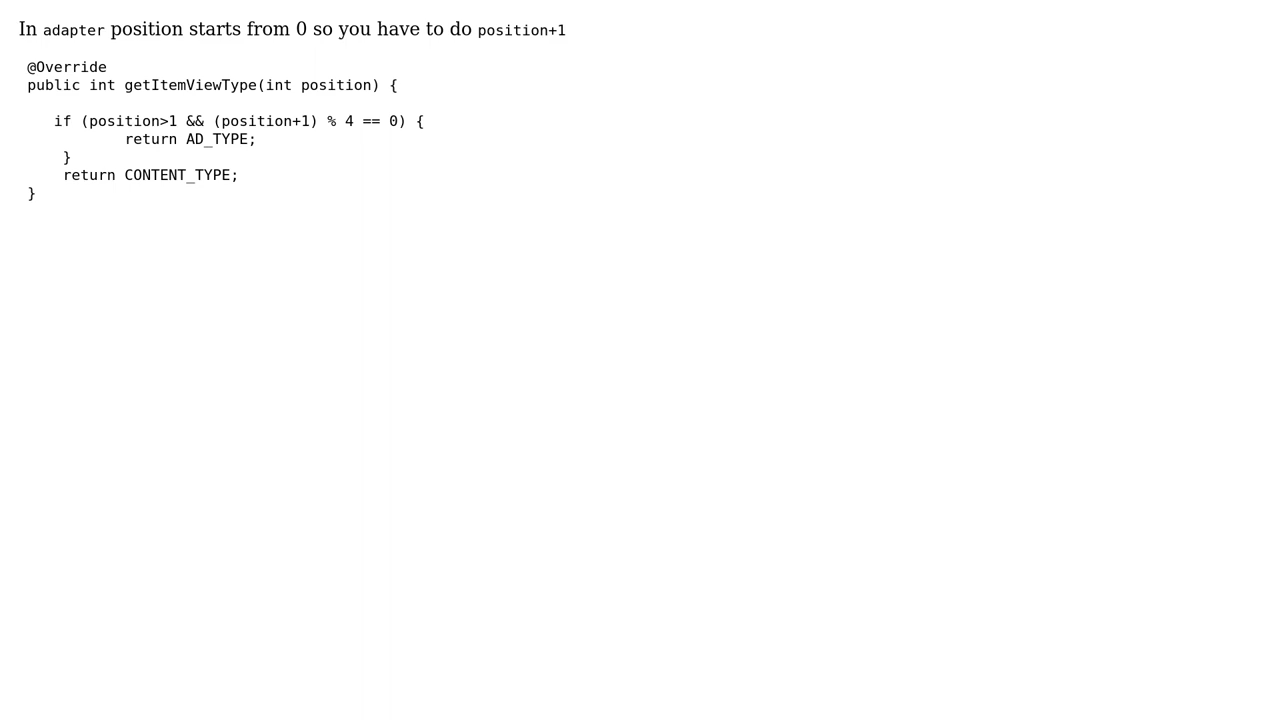 In adapter position starts from 0 so you have to do position+1
@Override
public int getItemViewType(int position) {
if (position>1 && (position+1) % 4 == 0) {
return AD_TYPE;
}
return CONTENT_TYPE;
}